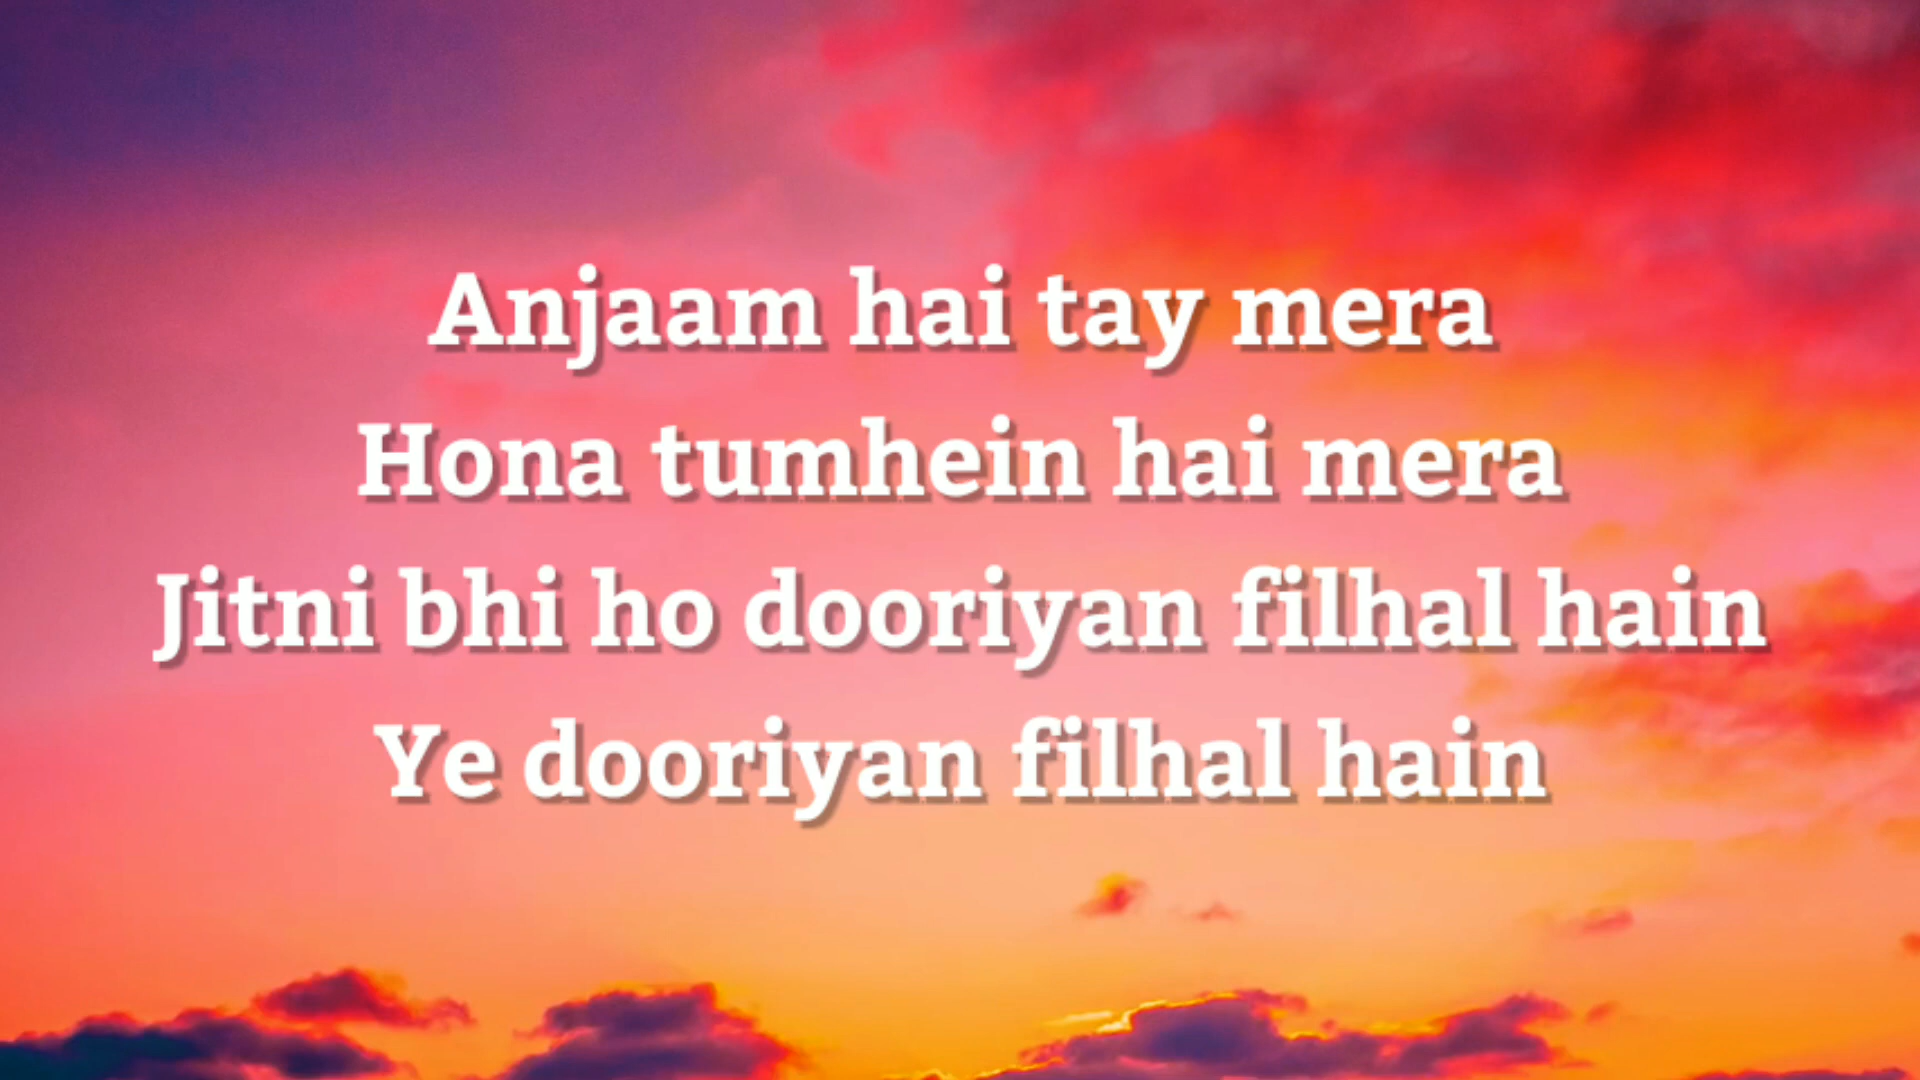 Anjaam hai tay mera
Hona tumhein hai mera
Jitni bhi ho dooriyan filhal hain
Ye dooriyan filhal hain